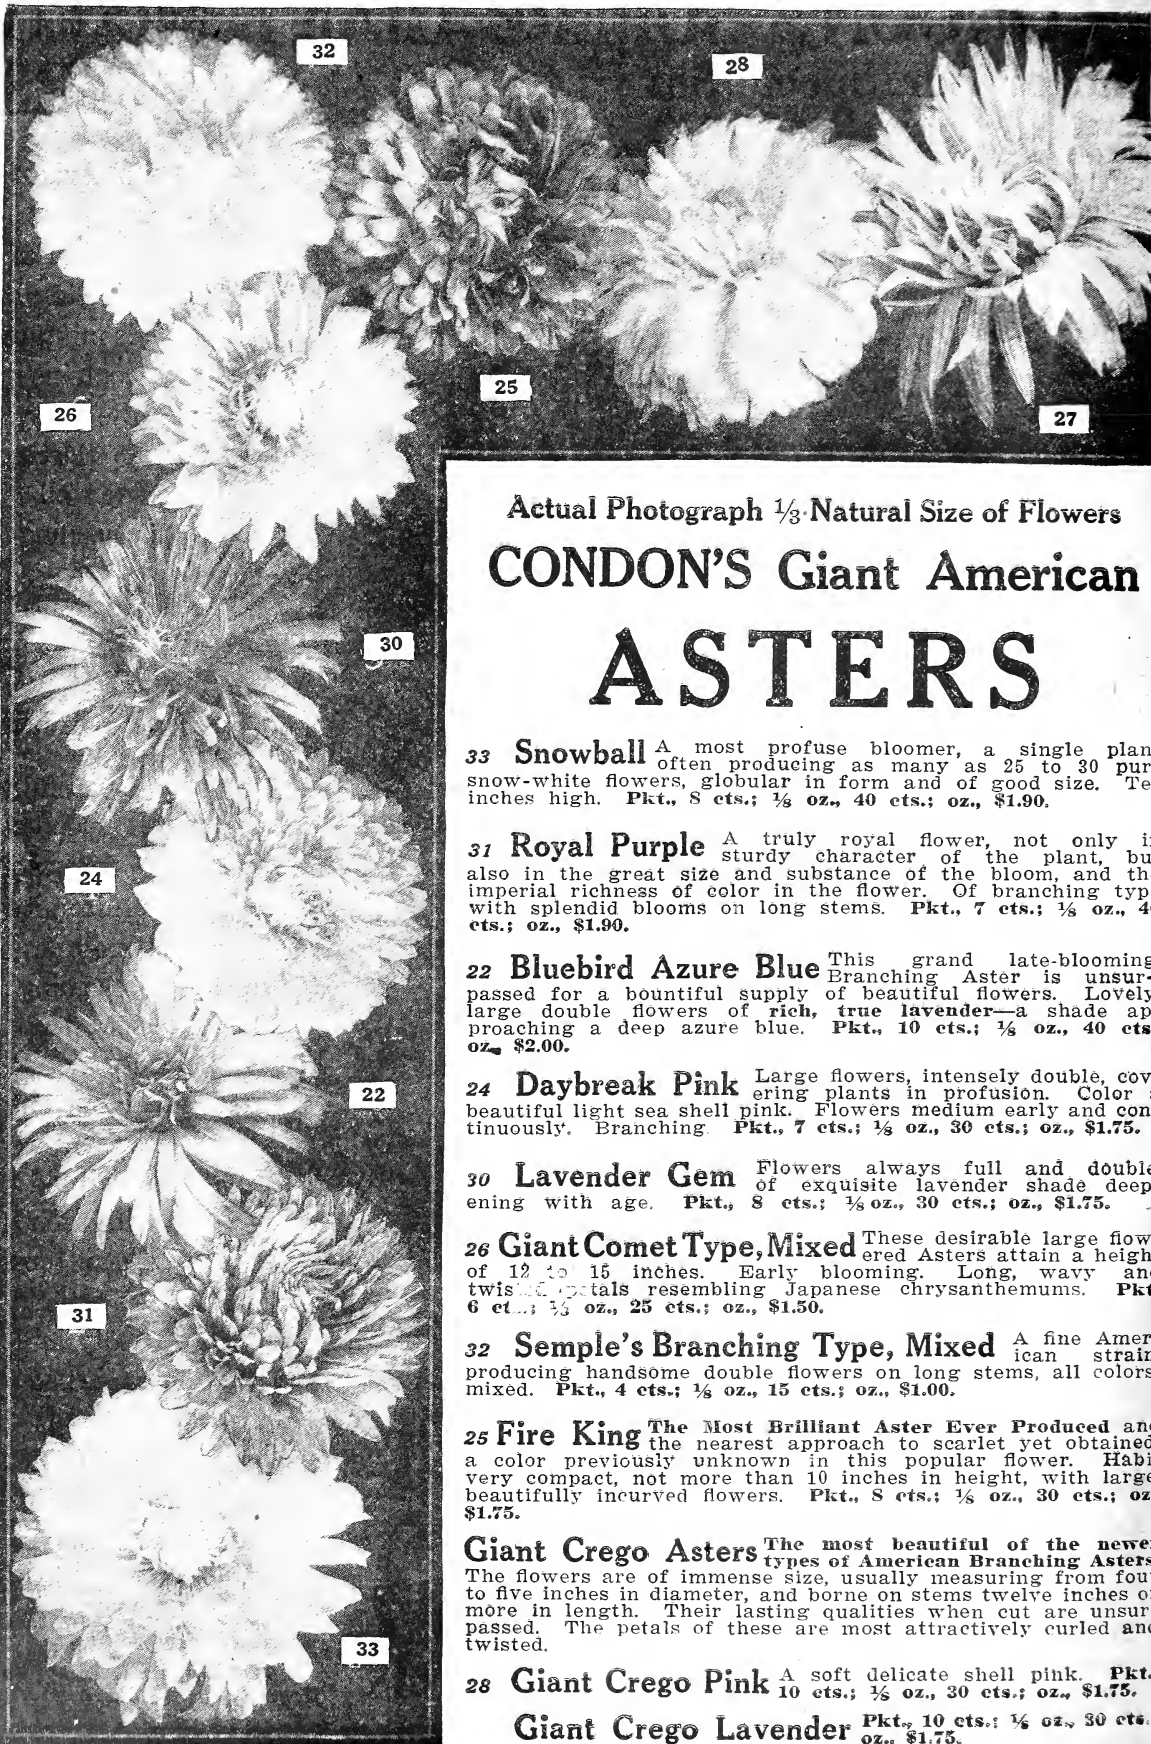 32
28
25
26
27
30
24
22
31
33
Actual Photograph ⅓ Natural Size of Flowers
CONDON'S Giant American
ASTERS
33 Snowball A most profuse bloomer, a single plan
often producing as many as 25 to 30 pur
snow-white flowers, globular in form and of good size. Te
inches high. Pkt., 8 cts.; ⅛ oz., 40 cts.; oz., $1.90.
31 Royal Purple A truly royal flower, not only i
sturdy character of the plant, bu
also in the great size and substance of the bloom, and th
imperial richness of color in the flower. Of branching typ
with splendid blooms on long stems. Pkt., 7 cts.; ⅛ oz., 4
cts.; oz., $1.90.
22 Bluebird Azure Blue This grand late-blooming
Branching Aster is unsur-
passed for a bountiful supply of beautiful flowers. Lovely
large double flowers of rich, true lavender—a shade ap
proaching a deep azure blue. Pkt., 10 cts.; ⅛ oz., 40 cts
oz., $2.00.
24 Daybreak Pink Large flowers, intensely double, cov
ering plants in profusion. Color
beautiful light sea shell pink. Flowers medium early and con
tinuously. Branching. Pkt., 7 cts.; ⅛ oz., 30 cts.; oz., $1.75.
30 Lavender Gem Flowers always full and double
of exquisite lavender shade deep
ening with age. Pkt., 8 cts.; ⅛ oz., 30 cts.; oz., $1.75.
26 Giant Comet Type, Mixed These desirable large flow
ered Asters attain a heigh
of 12 to 15 inches. Early blooming. Long, wavy an
resembling Japanese chrysanthemums. Pkt
6 ct ; ⅛ oz., 25 cts.; oz., $1.50.
32 Semple's Branching Type, Mixed A fine Amer
ican strain
producing handsome double flowers on long stems, all colors
mixed. Pkt., 4 cts.; ⅛ oz., 15 cts.; oz., $1.00.
25 Fire King The Most Brilliant Aster Ever Produced an
the nearest approach to scarlet yet obtained
a color previously unknown in this popular flower. Habi
very compact, not more than 10 inches in height, with large
beautifully incurved flowers. Pkt., 8 cts.; ⅛ oz., 30 cts.; oz
$1.75.
Giant Crego Asters The most beautiful of the newe
types of American Branching Asters
The flowers are of immense size, usually measuring from fou
to five inches in diameter, and borne on stems twelve inches o
more in length. Their lasting qualities when cut are unsur
passed. The petals of these are most attractively curled and
twisted.
28 Giant Crego Pink A soft delicate shell pink. Pkt.
10 cts.; ⅛ oz., 30 cts.; oz., $1.75.
Giant Crego Lavender Pkt., 10 cts.; ⅛ oz., 30 cts.
oz., $1.75.